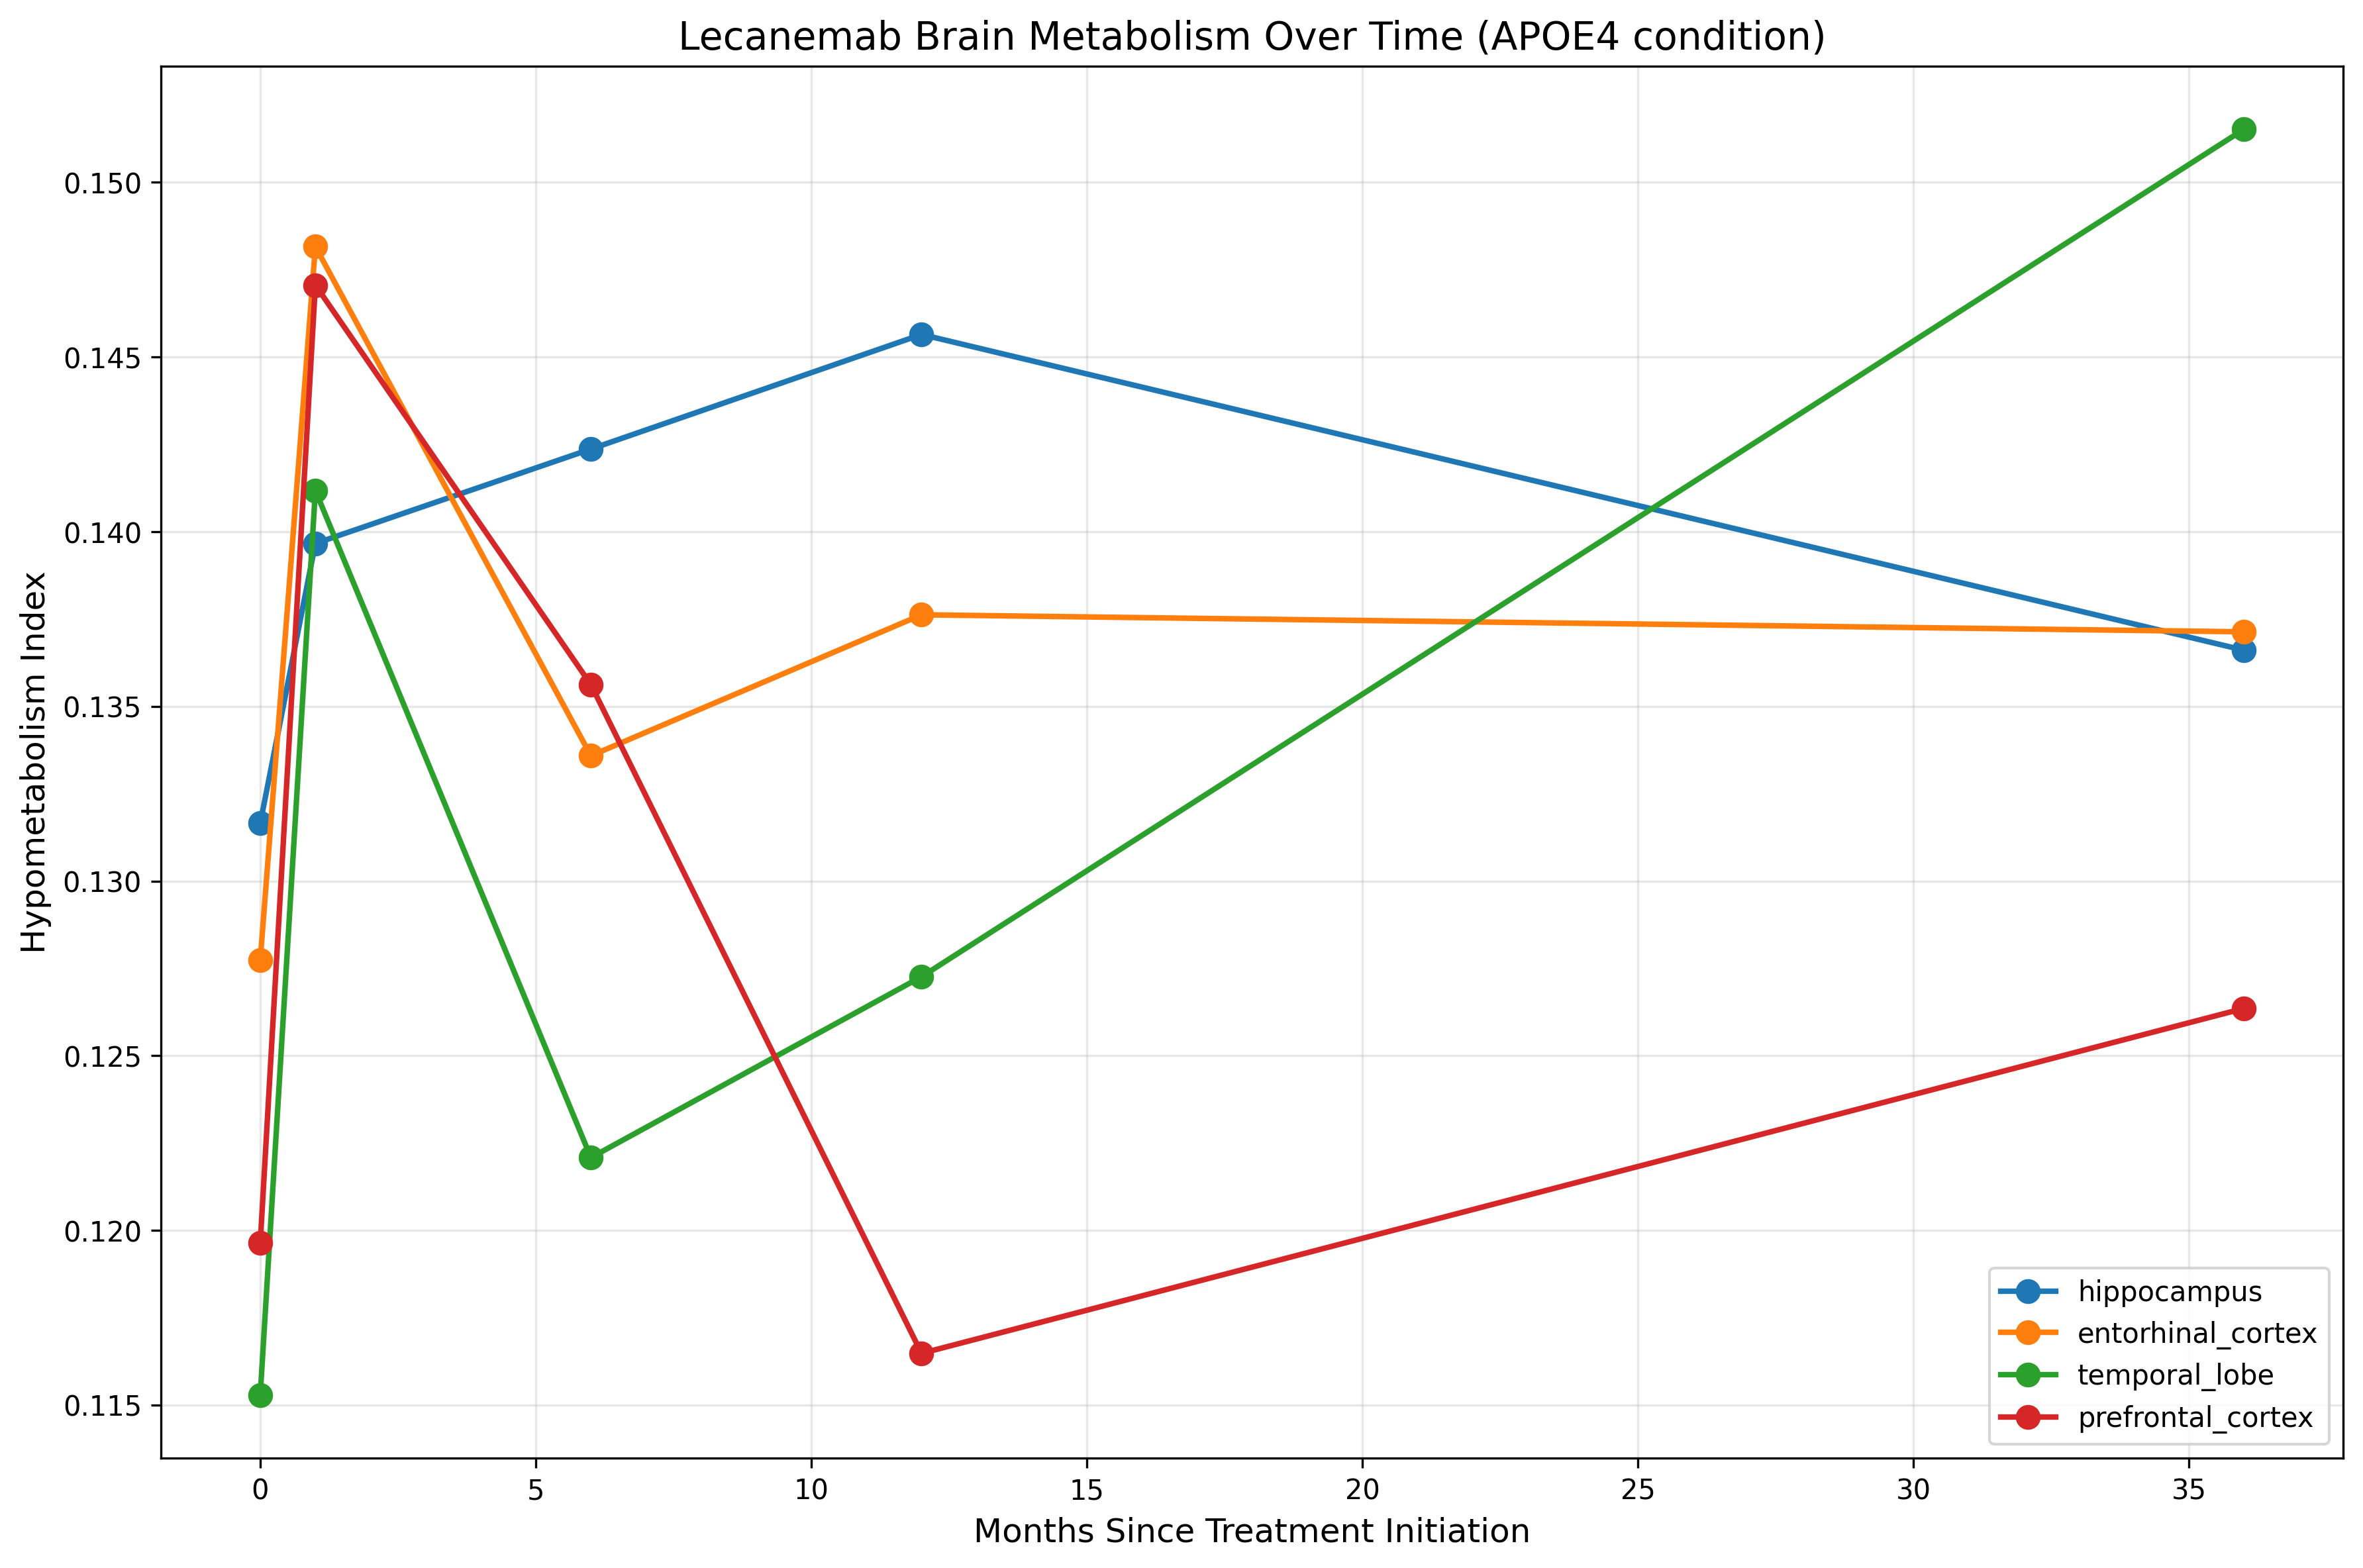 Lecanemab Brain Metabolism Over Time (APOE4 condition)
Hypometabolism Index
0.150
0.145
0.140
0.135
0.130
0.125
0.120
0.115
0
5
10
15
20
25
30
35
Months Since Treatment Initiation
hippocampus
entorhinal_cortex
temporal_lobe
prefrontal_cortex